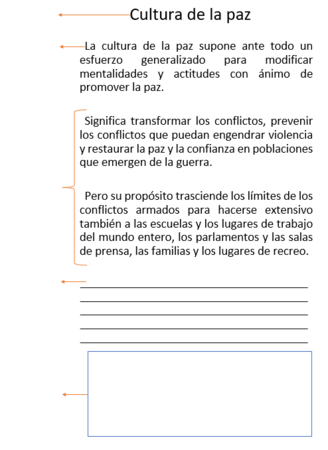 Cultura de la paz
La cultura de la paz supone ante todo un
esfuerzo generalizado para modificar
mentalidades y actitudes con ánimo de
promover la paz.
Significa transformar los conflictos, prevenir
los conflictos que puedan engendrar violencia
y restaurar la paz y la confianza en poblaciones
que emergen de la guerra.
Pero su propósito trasciende los límites de los
conflictos armados para hacerse extensivo
también a las escuelas y los lugares de trabajo
del mundo entero, los parlamentos y las salas
de prensa, las familias y los lugares de recreo.